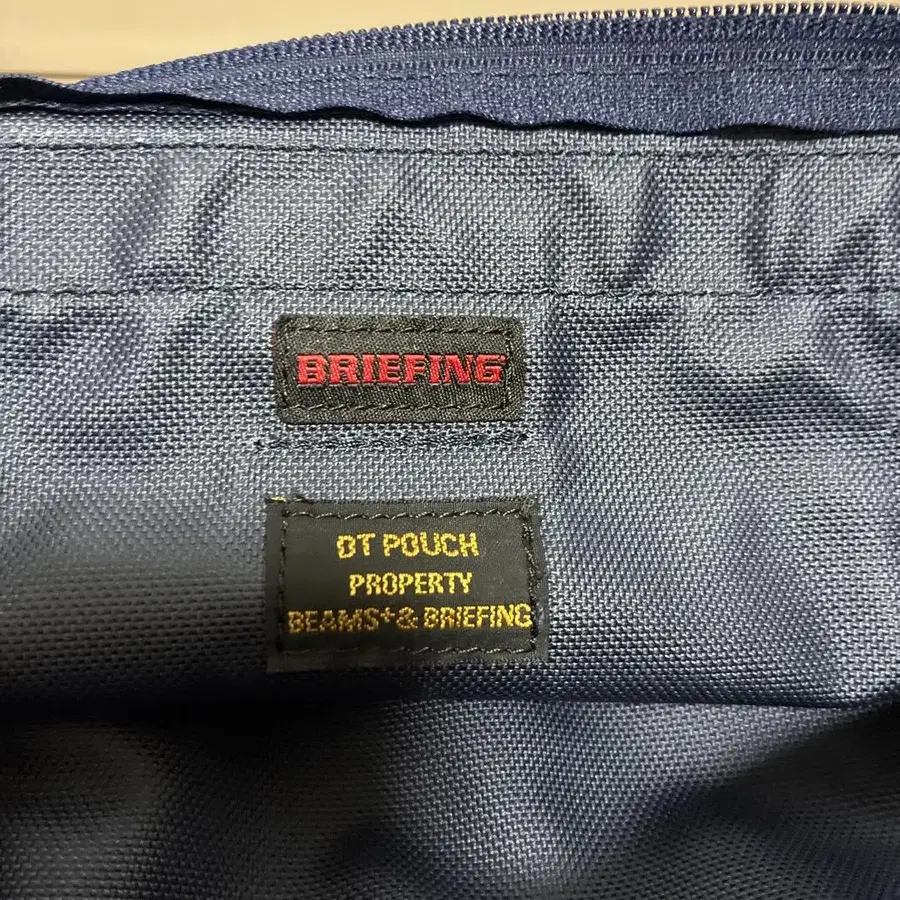 BRIEFING
DT POUCH
PROPERTY
BEAMS+ & BRIEFING